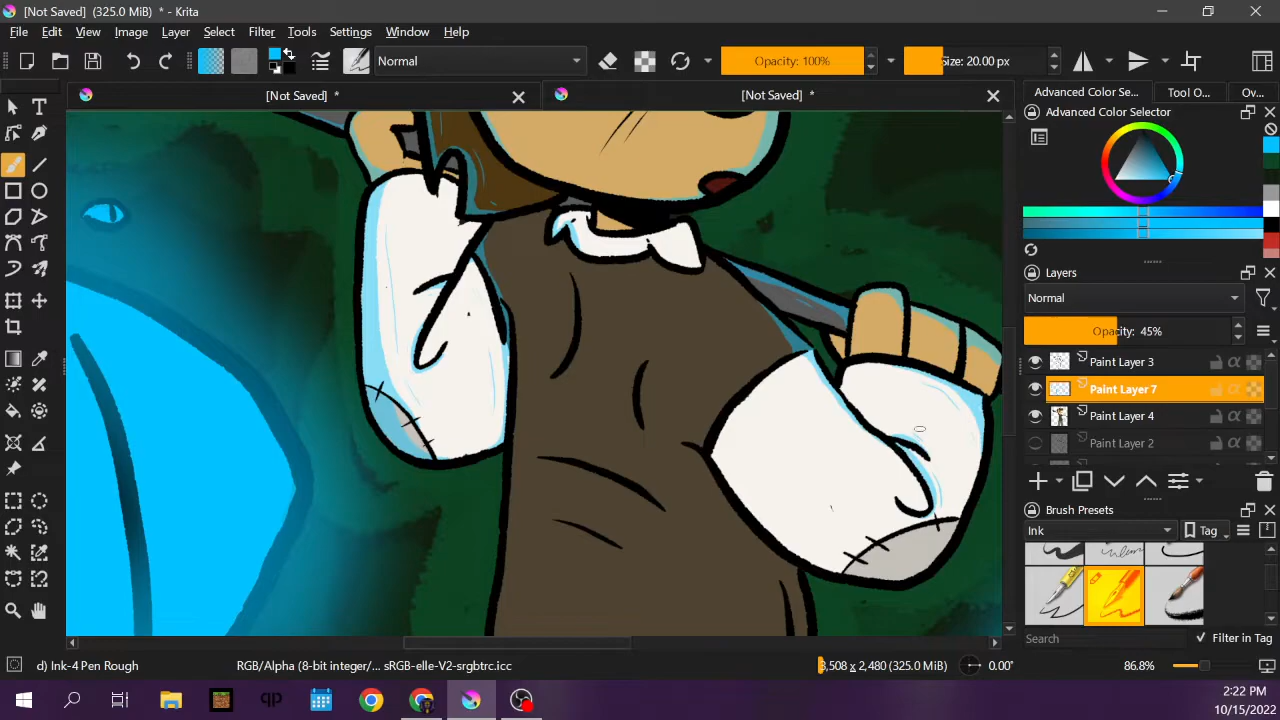 [Not Saved] (325.0 MiB) * - Krita
File Edit View Image Layer Select Filter Tools Settings Window Help
Normal
Opacity: 100%
Size: 20.00 px
[Not Saved] *
[Not Saved] *
Advanced Color Se...
Tool O...
Ov...
Advanced Color Selector
Layers
Normal
Opacity: 45%
Paint Layer 3
Paint Layer 7
Paint Layer 4
Paint Layer 2
Brush Presets
Ink
Tag
Search
Filter in Tag
d) Ink-4 Pen Rough
RGB/Alpha (8-bit integer/... sRGB-elle-V2-srgbtrc.icc
3,508 x 2,480 (325.0 MiB)
0.00°
86.8%
qp
2:22 PM
10/15/2022